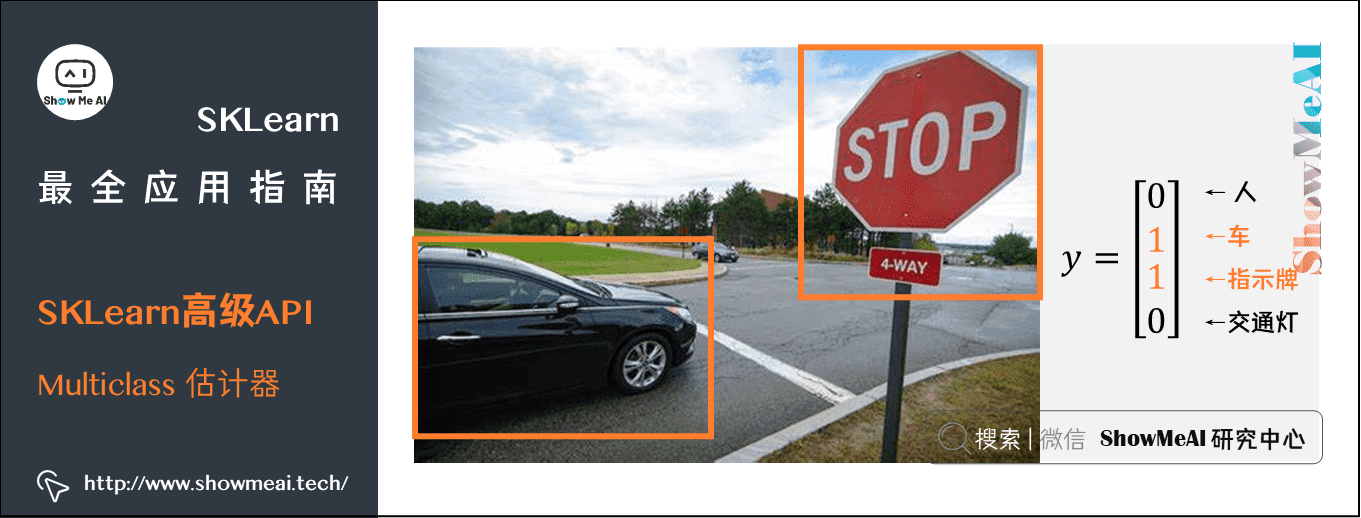 Show Me AI
SKLearn
最全应用指南
SKLearn高级API
Multiclass 估计器
http://www.showmeai.tech/
STOP
4-WAY
y =
0 ←人
1 ←车
1 ←指示牌
0 ←交通灯
ShowMeAI
搜索 | 微信 ShowMeAI 研究中心